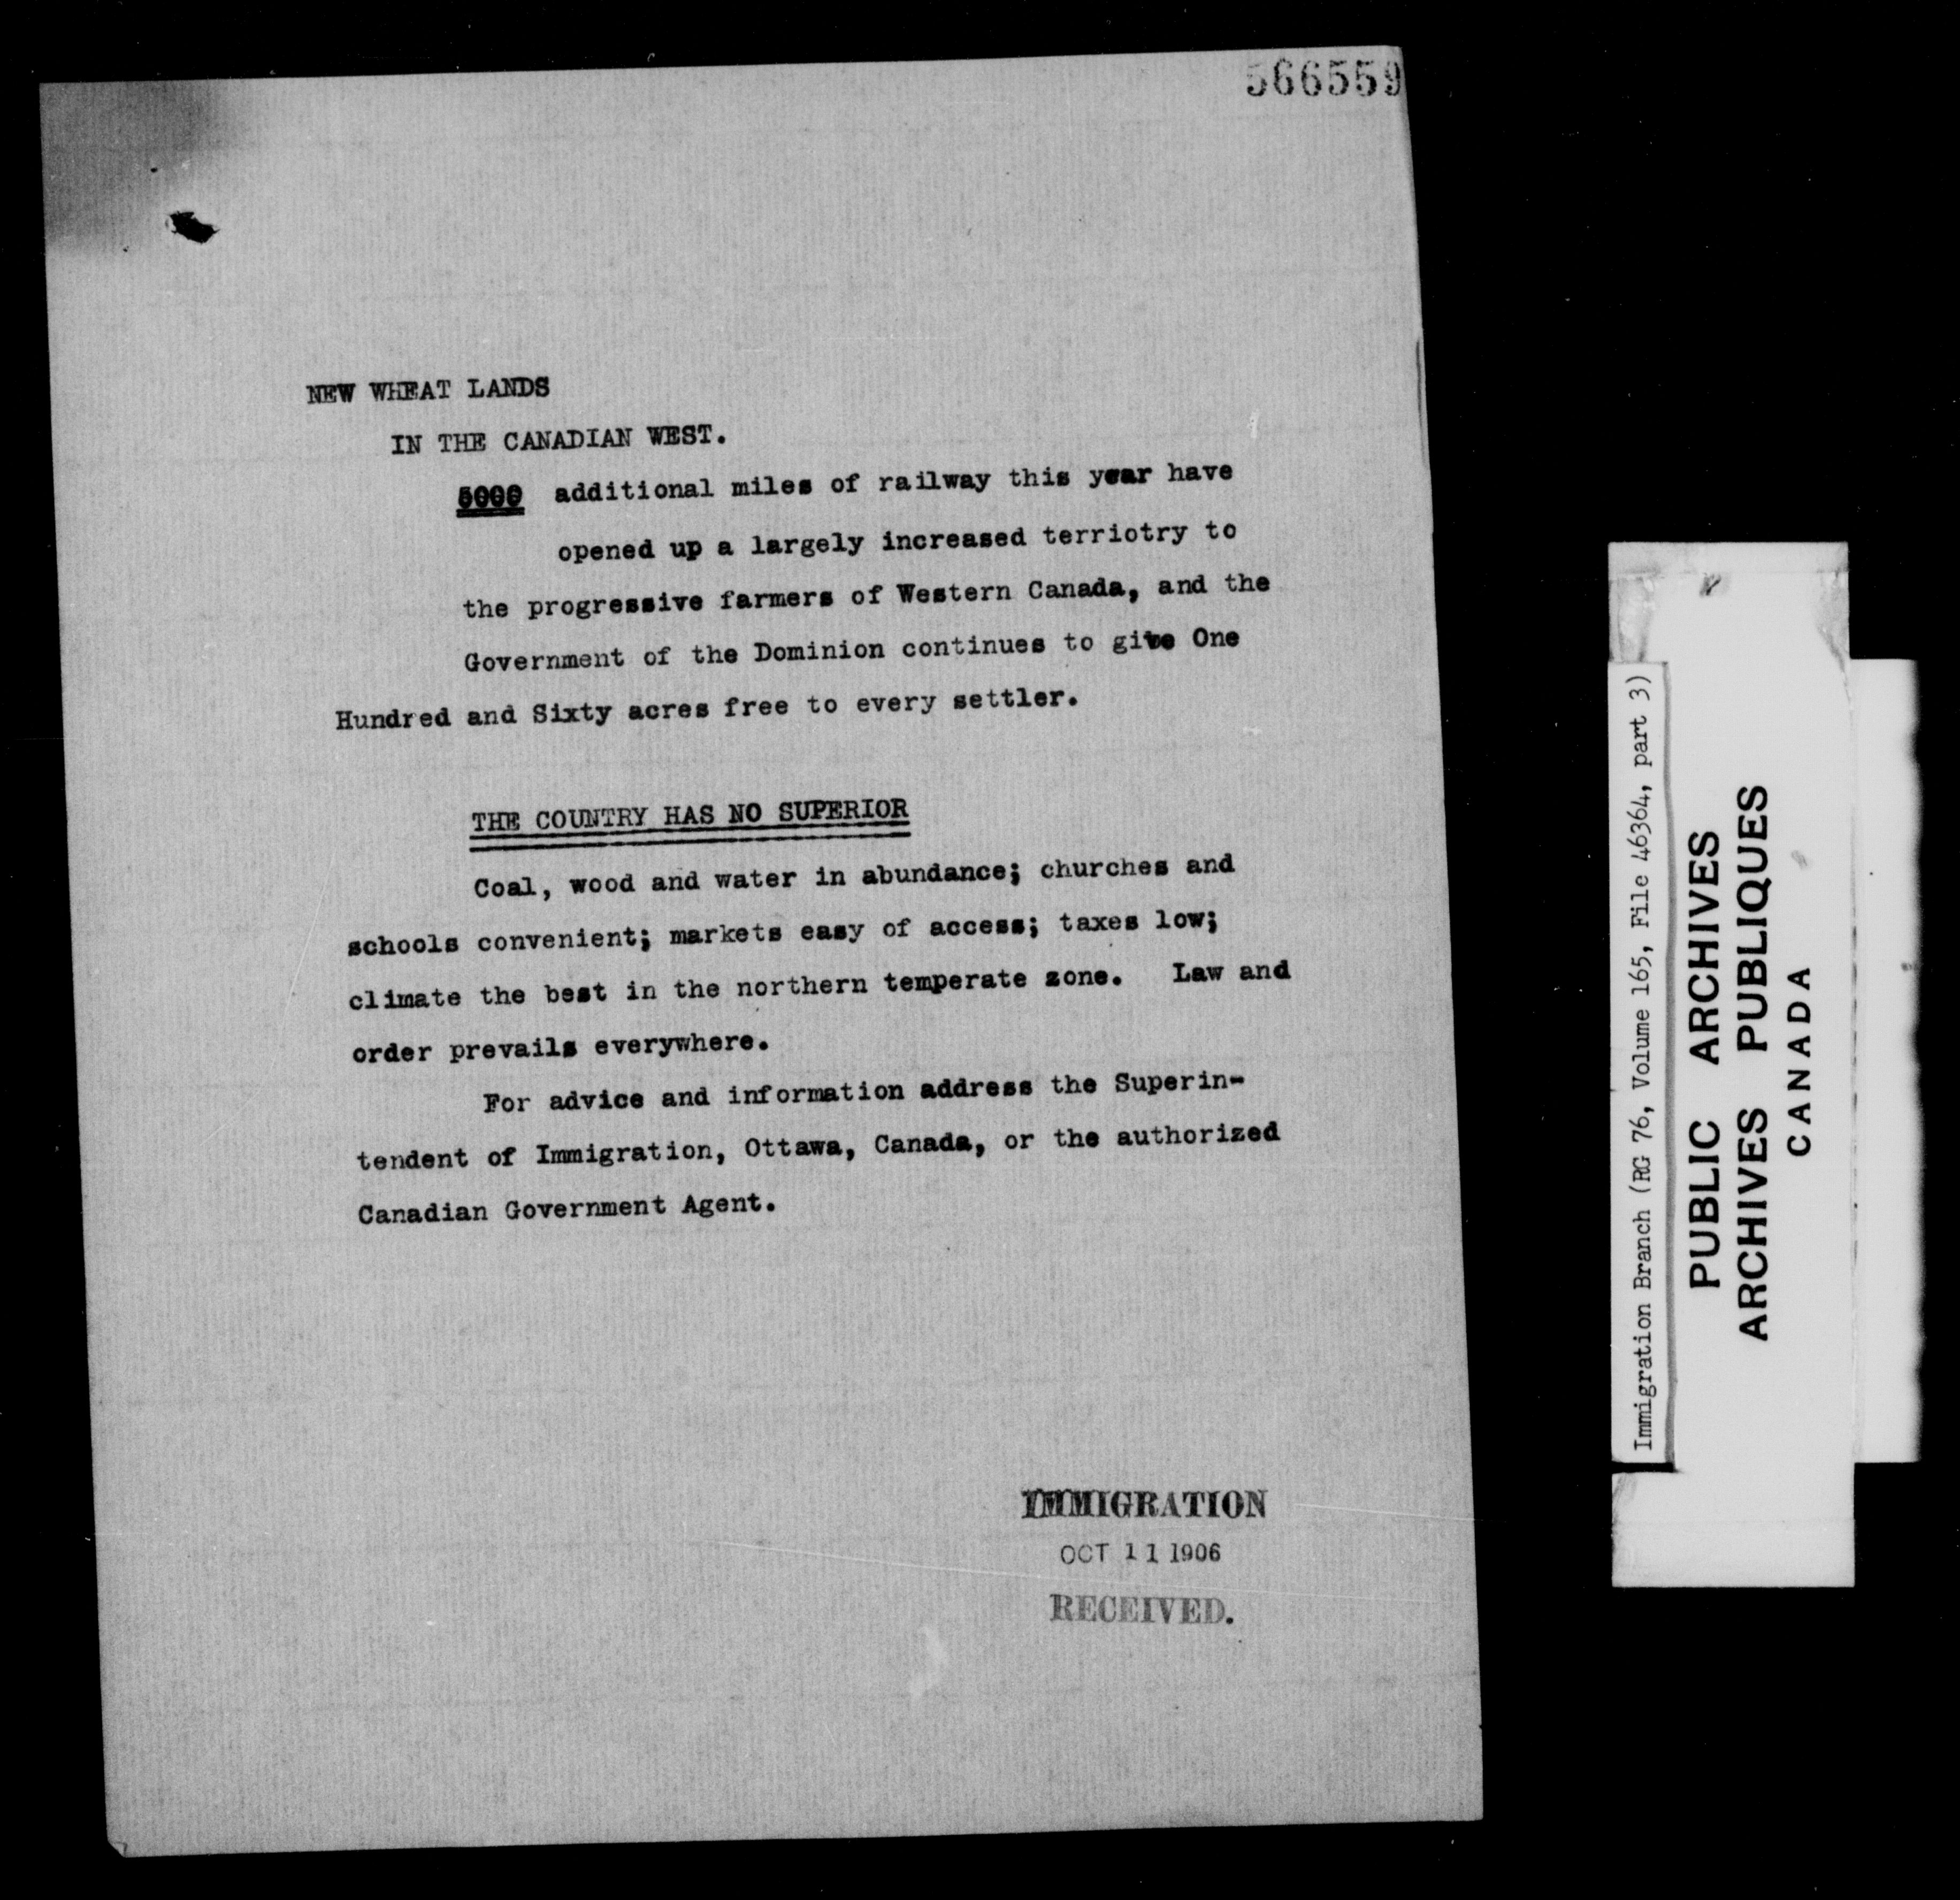 566559
NEW WHEAT LANDS
IN THE CANADIAN WEST.
5000 additional miles of railway this year have
opened up a largely increased terriotry to
the progressive farmers of Western Canada, and the
Government of the Dominion continues to give One
Hundred and Sixty acres free to every settler.
THE COUNTRY HAS NO SUPERIOR
Coal, wood and water in abundance; churches and
schools convenient; markets easy of access; taxes low;
climate the best in the northern temperate zone. Law and
order prevails everywhere.
For advice and information address the Superin-
tendent of Immigration, Ottawa, Canada, or the authorized
Canadian Government Agent.
IMMIGRATION
OCT 11 1906
RECEIVED.
Immigration Branch (RG 76, Volume 165, File 46364, part 3)
PUBLIC ARCHIVES
ARCHIVES PUBLIQUES
CANADA